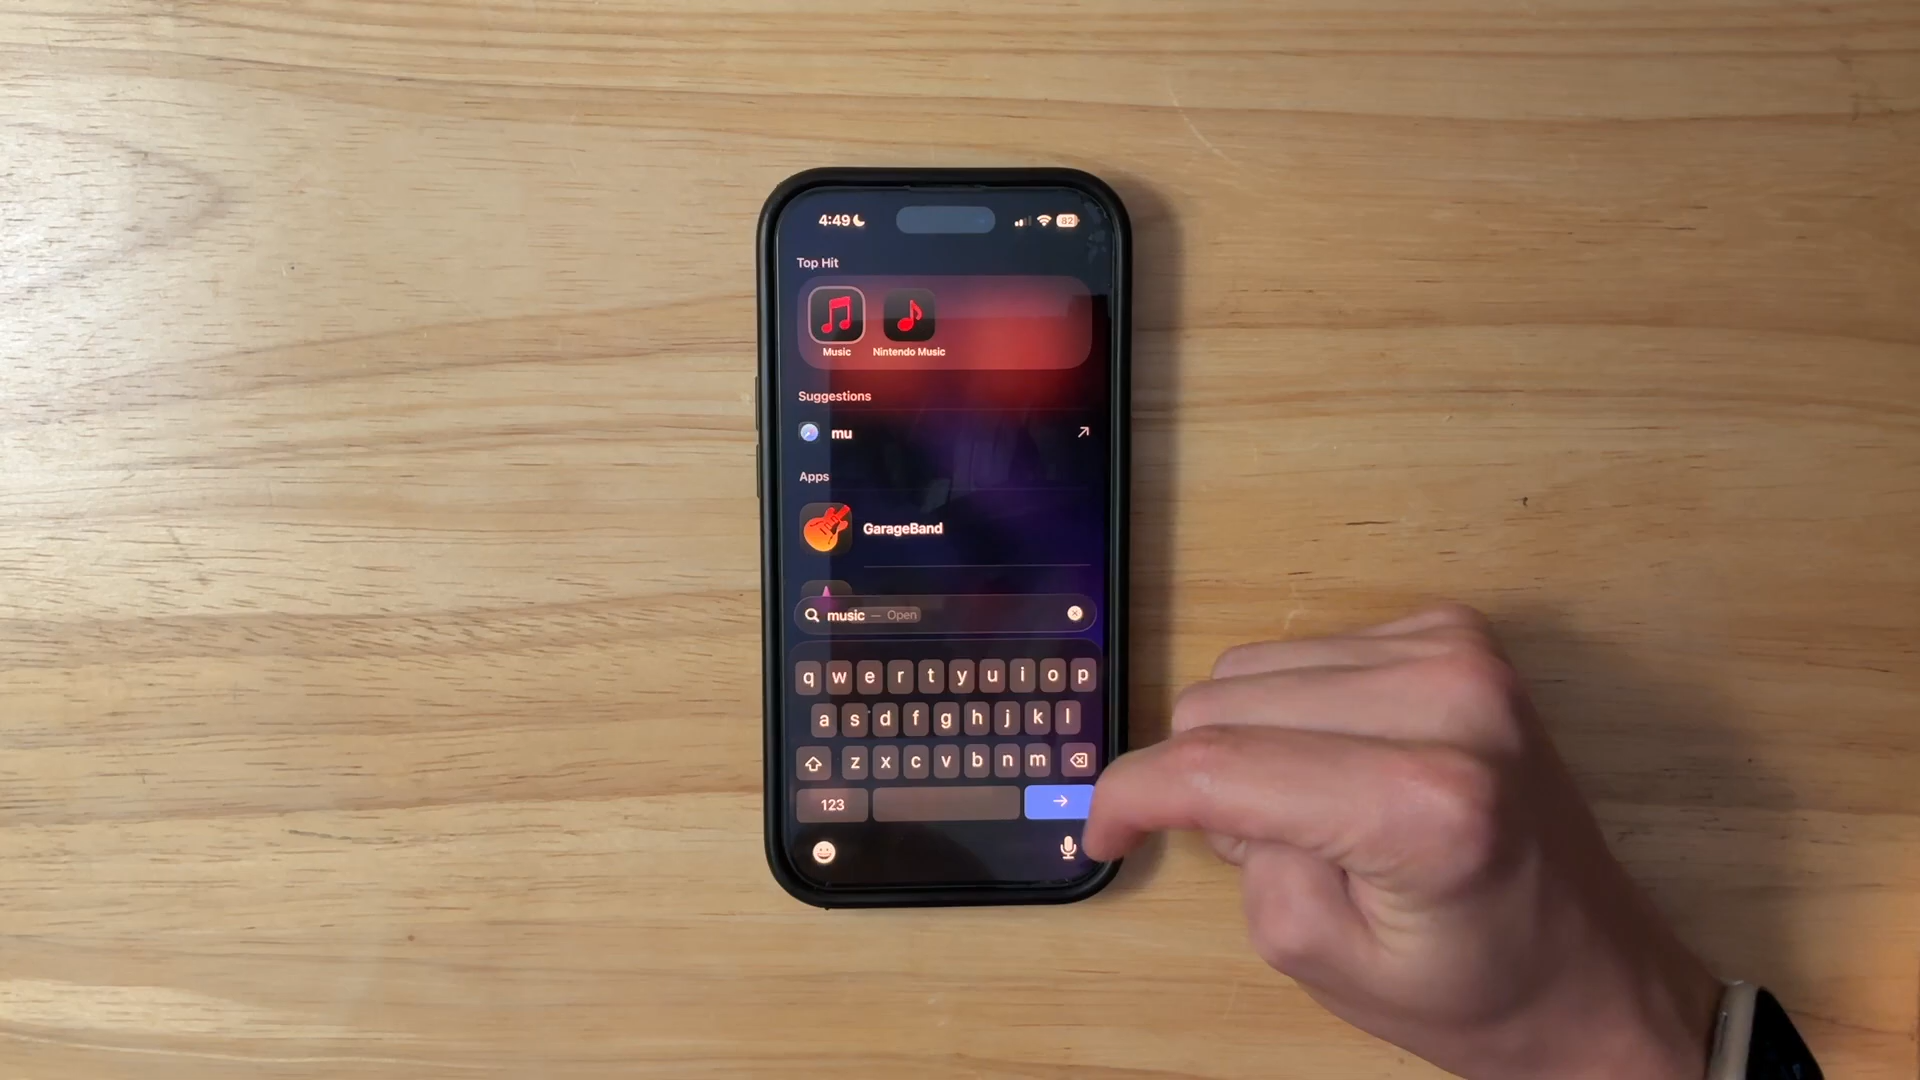 4:49
82
Top Hit
Music
Nintendo Music
Suggestions
mu
Apps
GarageBand
music — Open
q w e r t y u i o p
a s d f g h j k l
z x c v b n m
123